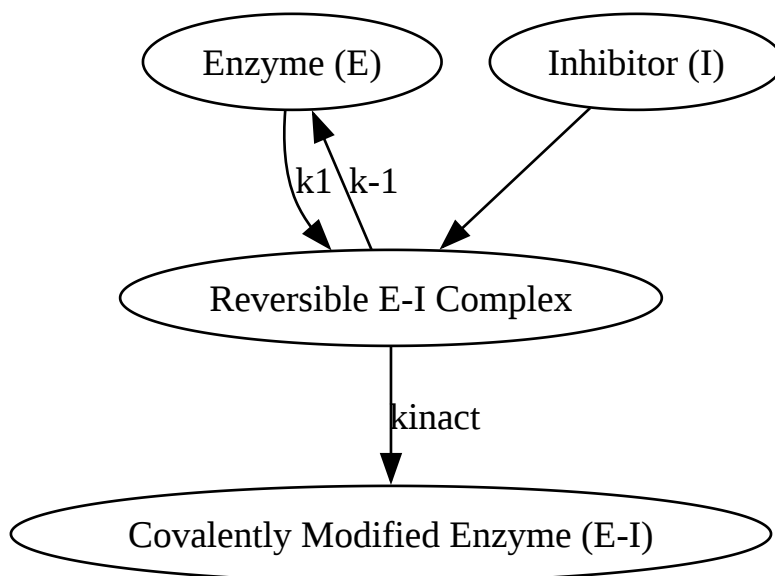 Enzyme (E)
Inhibitor (I)
k1
k-1
Reversible E-I Complex
kinact
Covalently Modified Enzyme (E-I)